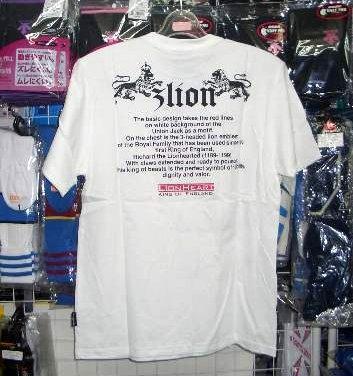 3lion
The basic design takes the red lines
on white background of the
Union Jack as a motif.
On the chest is the 3-headed lion emblem
of the Royal Family that has been used since
first King of England,
Richard the Lionhearted (1189-1199)
With claws extended and ready to pounce
this king of beasts is the perfect symbol of
dignity and valor.
LIONHEART
KING OF ENGLAND